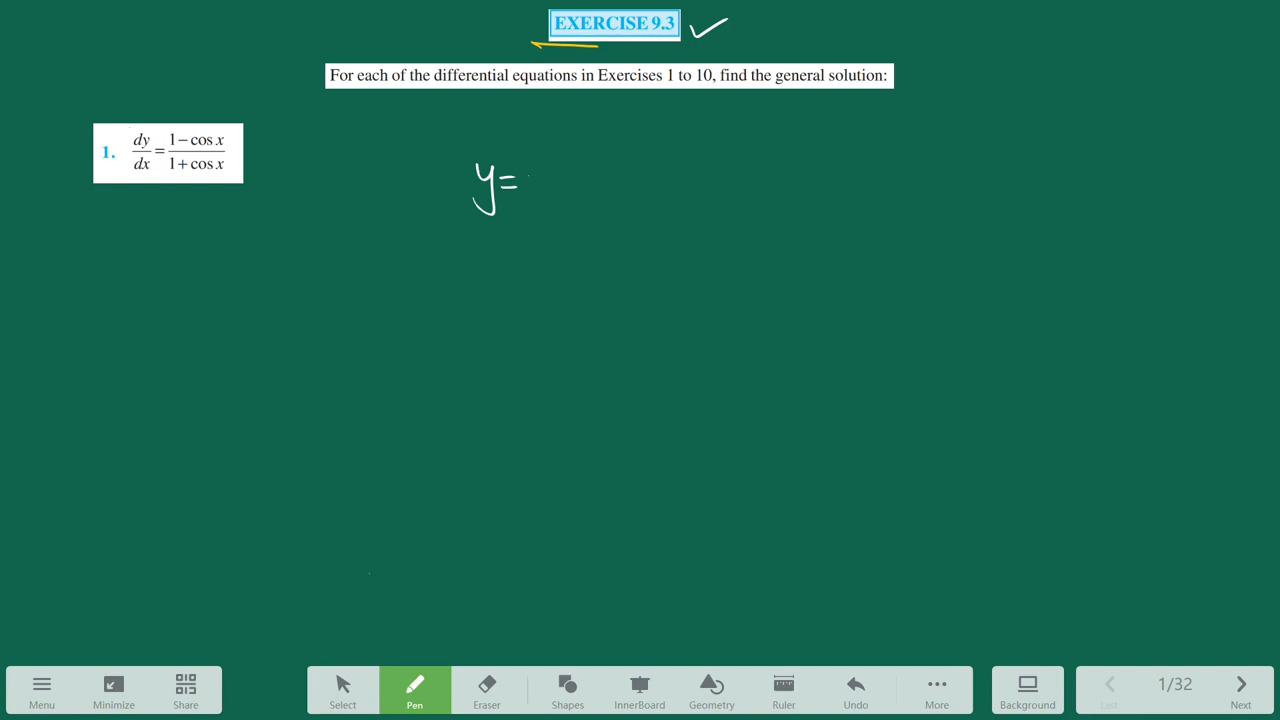 EXERCISE 9.3
For each of the differential equations in Exercises 1 to 10, find the general solution:
1. dy/dx = 1 − cos x / 1 + cos x
y =
Menu Minimize Share Select Pen Eraser Shapes InnerBoard Geometry Ruler Undo More Background Last 1/32 Next